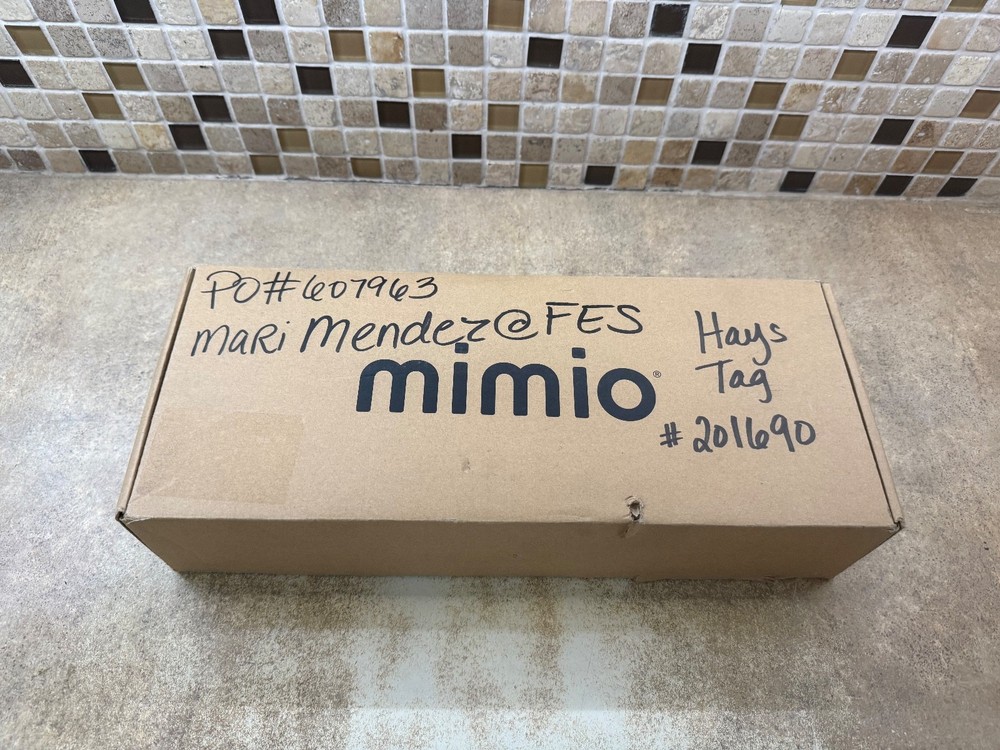 PO#607963
MaRi Mendez@FES
mimio®
Hays
Tag
#201690